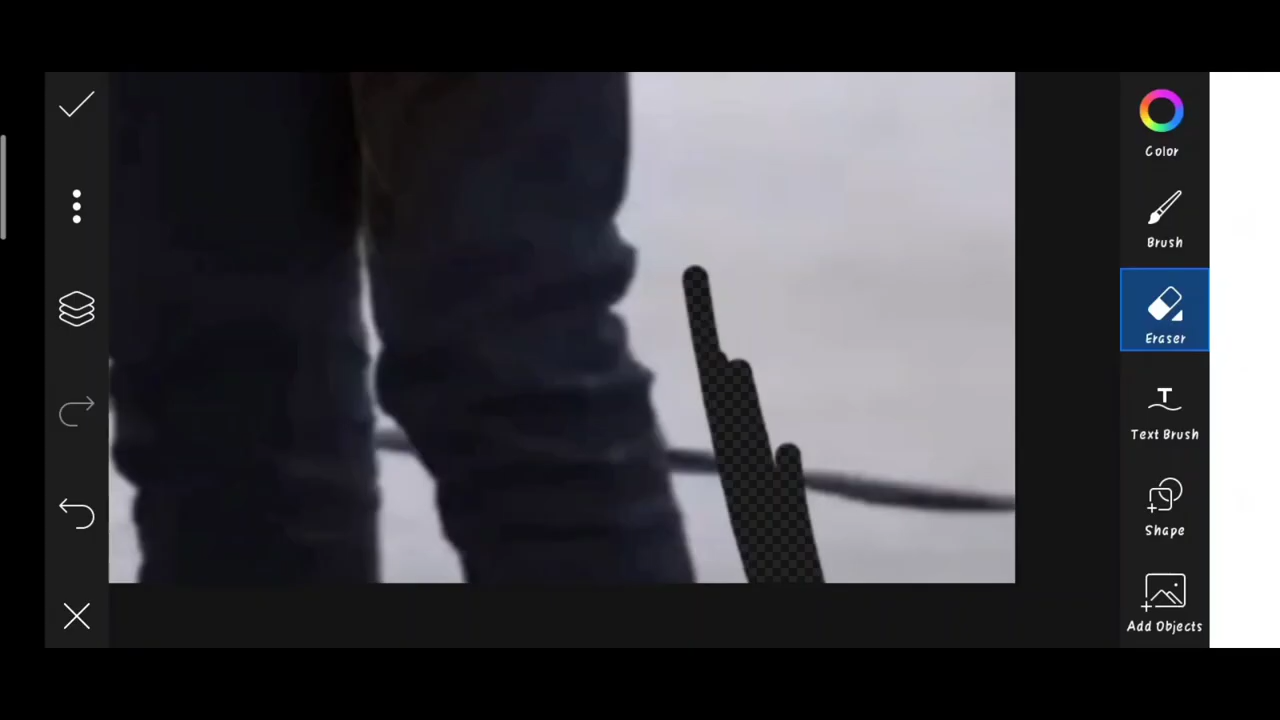 Color
Brush
Eraser
Text Brush
Shape
Add Objects